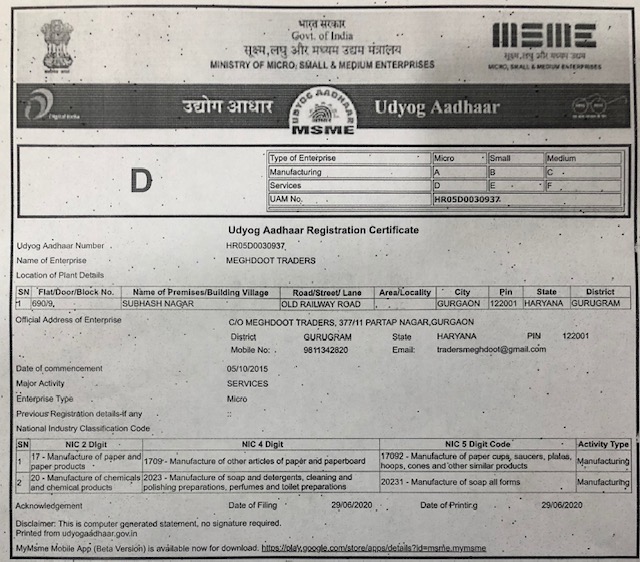 भारत सरकार
Govt. of India
सूक्ष्म,लघु और मध्यम उद्यम मंत्रालय
MINISTRY OF MICRO, SMALL & MEDIUM ENTERPRISES
सूक्ष्म, लघु और मध्यम उद्यम
MICRO, SMALL & MEDIUM ENTERPRISES
Digital India
उद्योग आधार
UDYOG AADHAAR
MSME
Udyog Aadhaar
D
Type of Enterprise Micro Small Medium
Manufacturing A B C
Services D E F
UAM No. HR05D0030937
Udyog Aadhaar Registration Certificate
Udyog Aadhaar Number HR05D0030937
Name of Enterprise MEGHDOOT TRADERS
Location of Plant Details
SN Flat/Door/Block No. Name of Premises/Building Village Road/Street/ Lane Area/Locality City Pin State District
1 690/9, SUBHASH NAGAR OLD RAILWAY ROAD GURGAON 122001 HARYANA GURUGRAM
Official Address of Enterprise C/O MEGHDOOT TRADERS, 377/11 PARTAP NAGAR,GURGAON
District GURUGRAM State HARYANA PIN 122001
Mobile No: 9811342820 Email: tradersmeghdoot@gmail.com
Date of commencement 05/10/2015
Major Activity SERVICES
Enterprise Type Micro
Previous Registration details-if any ::
National Industry Classification Code
SN NIC 2 Digit NIC 4 Digit NIC 5 Digit Code Activity Type
1 17 - Manufacture of paper and paper products 1709 - Manufacture of other articles of paper and paperboard 17092 - Manufacture of paper cups, saucers, plates, hoops, cones and other similar products Manufacturing
2 20 - Manufacture of chemicals and chemical products 2023 - Manufacture of soap and detergents, cleaning and polishing preparations, perfumes and toilet preparations 20231 - Manufacture of soap all forms Manufacturing
Acknowledgement Date of Filing 29/06/2020 Date of Printing 29/06/2020
Disclaimer: This is computer generated statement, no signature required.
Printed from udyogaadhaar.gov.in
MyMsme Mobile App (Beta Version) is available now for download. https://play.google.com/store/apps/details?id=msme.mymsme